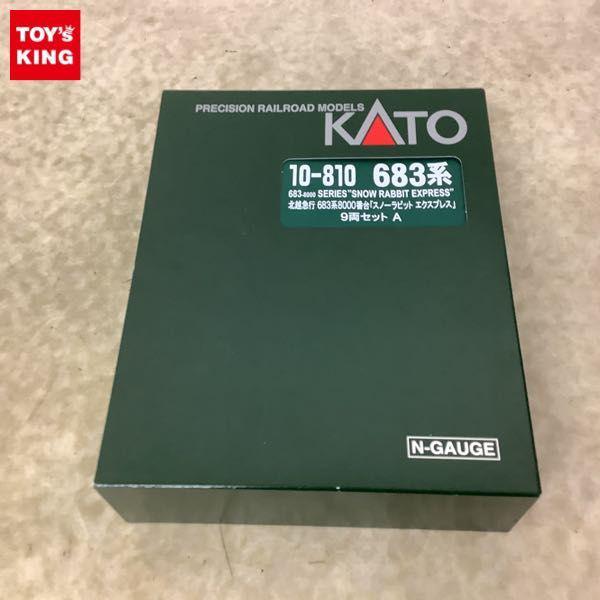 TOY'S
KING
PRECISION RAILROAD MODELS
KATO
10-810 683系
683-8000 SERIES "SNOW RABBIT EXPRESS"
北越急行 683系8000番台「スノーラビット エクスプレス」
9両セット A
N-GAUGE